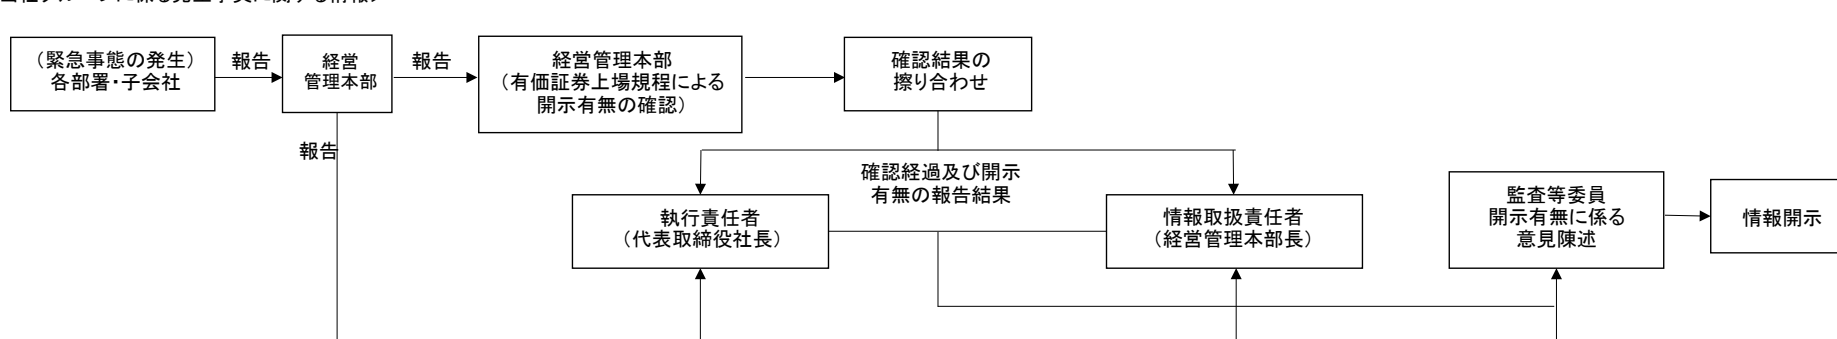 （緊急事態の発生）
各部署・子会社
報告
経営
管理本部
報告
経営管理本部
（有価証券上場規程による
開示有無の確認）
確認結果の
擦り合わせ
報告
確認経過及び開示
有無の報告結果
執行責任者
（代表取締役社長）
情報取扱責任者
（経営管理本部長）
監査等委員
開示有無に係る
意見陳述
情報開示